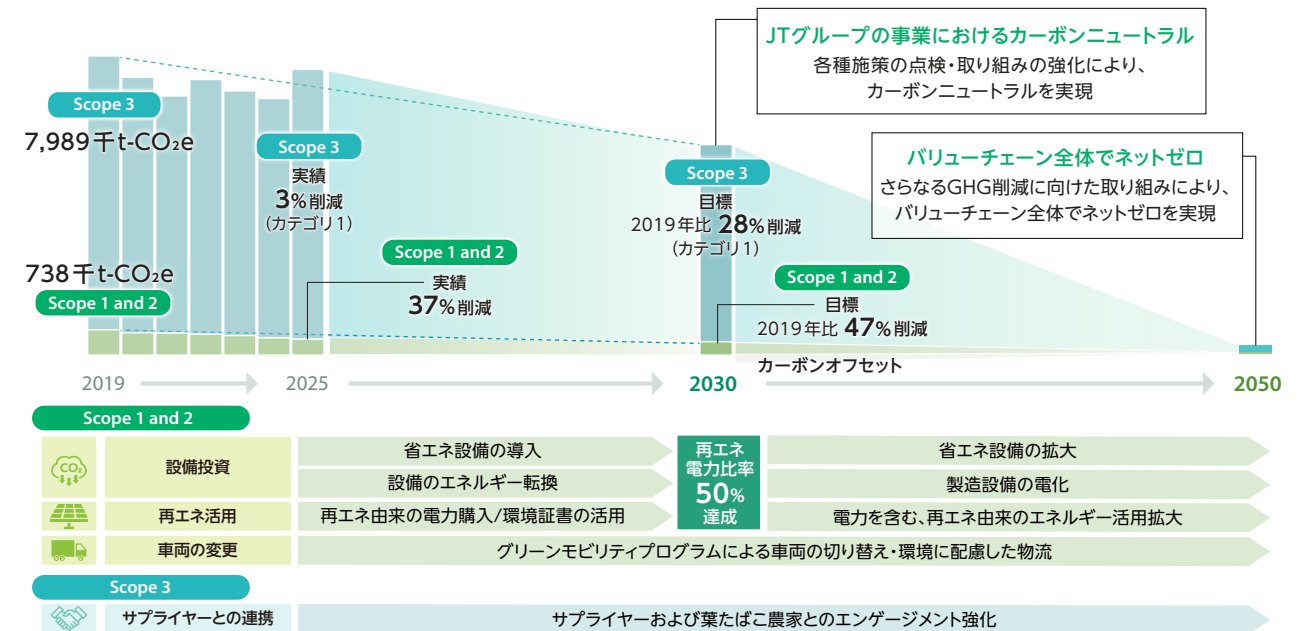 JTグループの事業におけるカーボンニュートラル
各種施策の点検・取り組みの強化により、
カーボンニュートラルを実現
バリューチェーン全体でネットゼロ
さらなるGHG削減に向けた取り組みにより、
バリューチェーン全体でネットゼロを実現
Scope 3
7,989千t-CO₂e
738千t-CO₂e
Scope 1 and 2
Scope 3
実績
3%削減
(カテゴリ1)
Scope 1 and 2
実績
37%削減
Scope 3
目標
2019年比 28%削減
(カテゴリ1)
Scope 1 and 2
目標
2019年比 47%削減
カーボンオフセット
2019
2025
2030
2050
Scope 1 and 2
CO₂
設備投資
省エネ設備の導入
設備のエネルギー転換
再エネ
電力比率
50%
達成
省エネ設備の拡大
製造設備の電化
再エネ活用
再エネ由来の電力購入/環境証書の活用
電力を含む、再エネ由来のエネルギー活用拡大
車両の変更
グリーンモビリティプログラムによる車両の切り替え・環境に配慮した物流
Scope 3
サプライヤーとの連携
サプライヤーおよび葉たばこ農家とのエンゲージメント強化